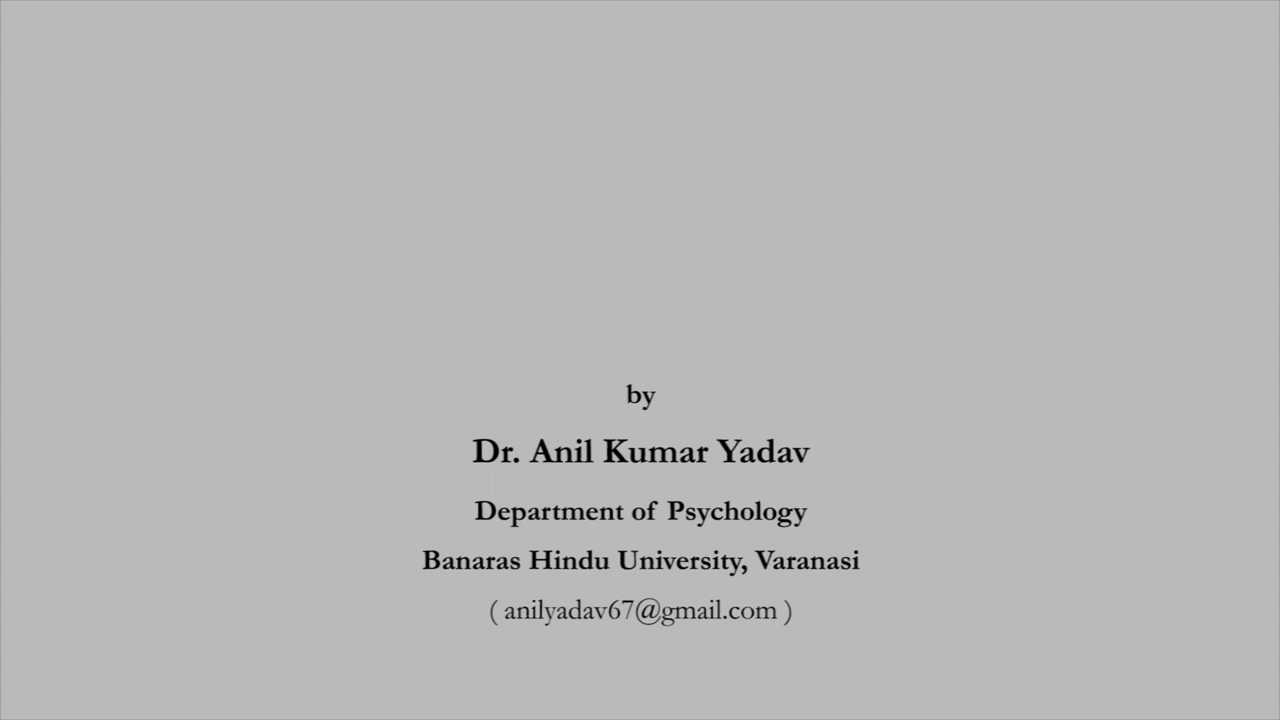 by
Dr. Anil Kumar Yadav
Department of Psychology
Banaras Hindu University, Varanasi
( anilyadav67@gmail.com )